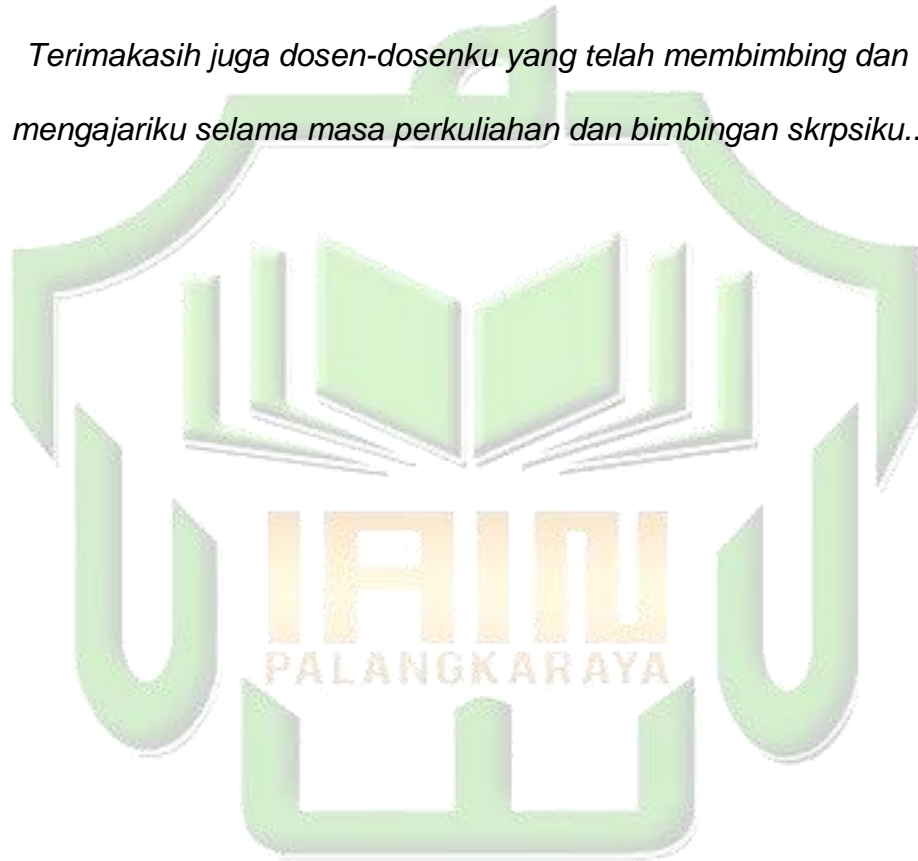 Terimakasih juga dosen-dosenku yang telah membimbing dan
mengajariku selama masa perkuliahan dan bimbingan skrpsiku..
IAIN
PALANGKARAYA